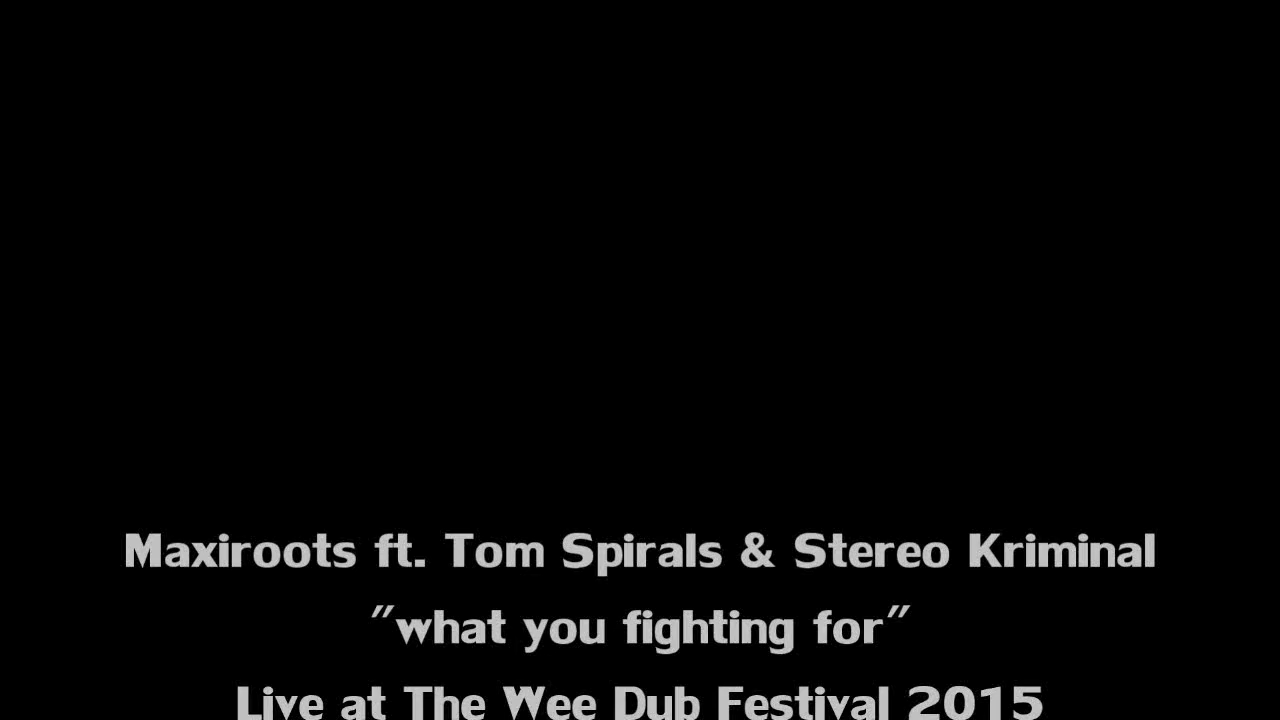 Maxiroots ft. Tom Spirals & Stereo Kriminal
"what you fighting for"
Live at The Wee Dub Festival 2015